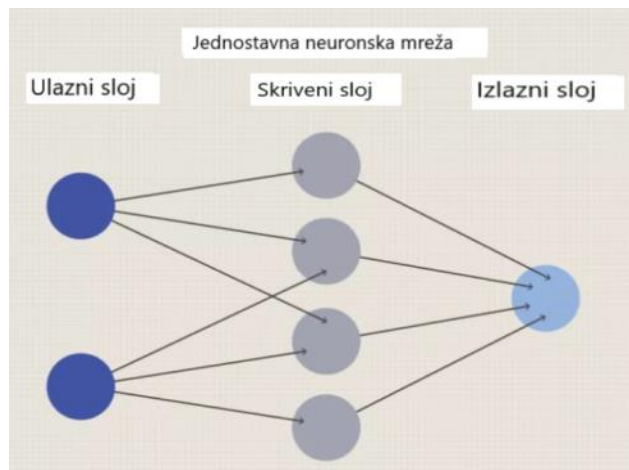 Jednostavna neuronska mreža
Ulazni sloj
Skriveni sloj
Izlazni sloj